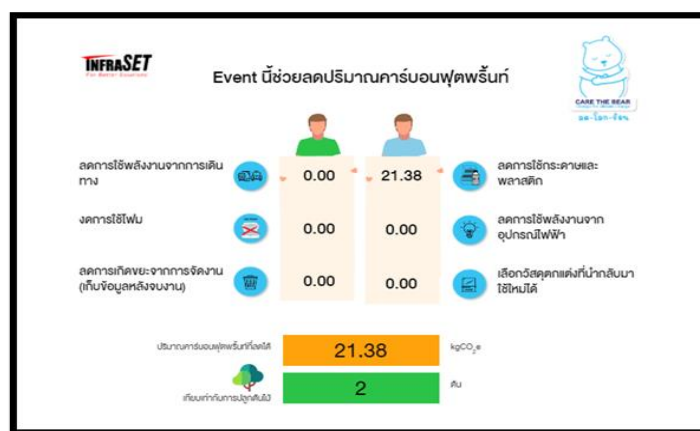 INFRASET
For Better Solutions
Event นี้ช่วยลดปริมาณคาร์บอนฟุตพริ้นท์
CARE THE BEAR
ลด-โลก-ร้อน
ลดการใช้พลังงานจากการเดิน
ทาง
0.00
21.38
ลดการใช้กระดาษและ
พลาสติก
งดการใช้โฟม
0.00
0.00
ลดการใช้พลังงานจาก
อุปกรณ์ไฟฟ้า
ลดการเกิดขยะจากการจัดงาน
(เก็บข้อมูลหลังจบงาน)
0.00
0.00
เลือกวัสดุตกแต่งที่นำกลับมา
ใช้ใหม่ได้
ปริมาณคาร์บอนฟุตพริ้นท์ที่ลดได้
21.38
kgCO2e
เทียบเท่ากับการปลูกต้นไม้
2
ต้น